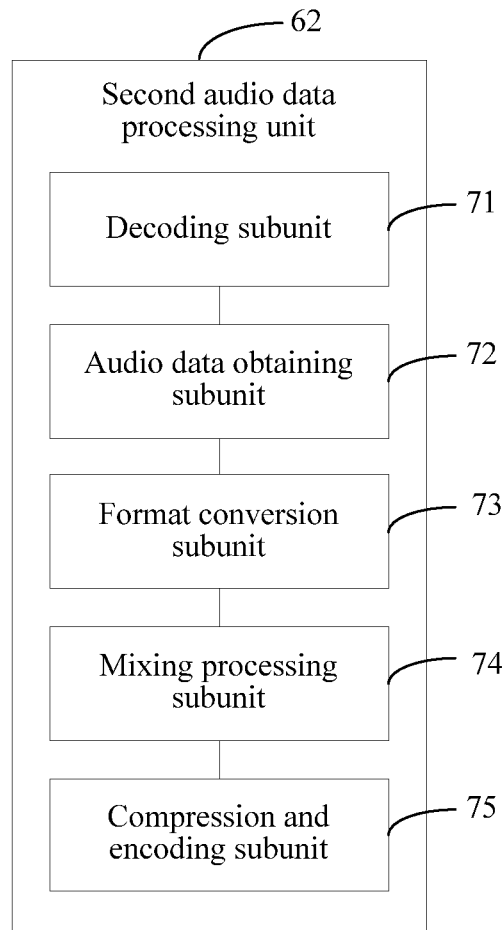 62
Second audio data
processing unit
71
Decoding subunit
72
Audio data obtaining
subunit
73
Format conversion
subunit
74
Mixing processing
subunit
75
Compression and
encoding subunit